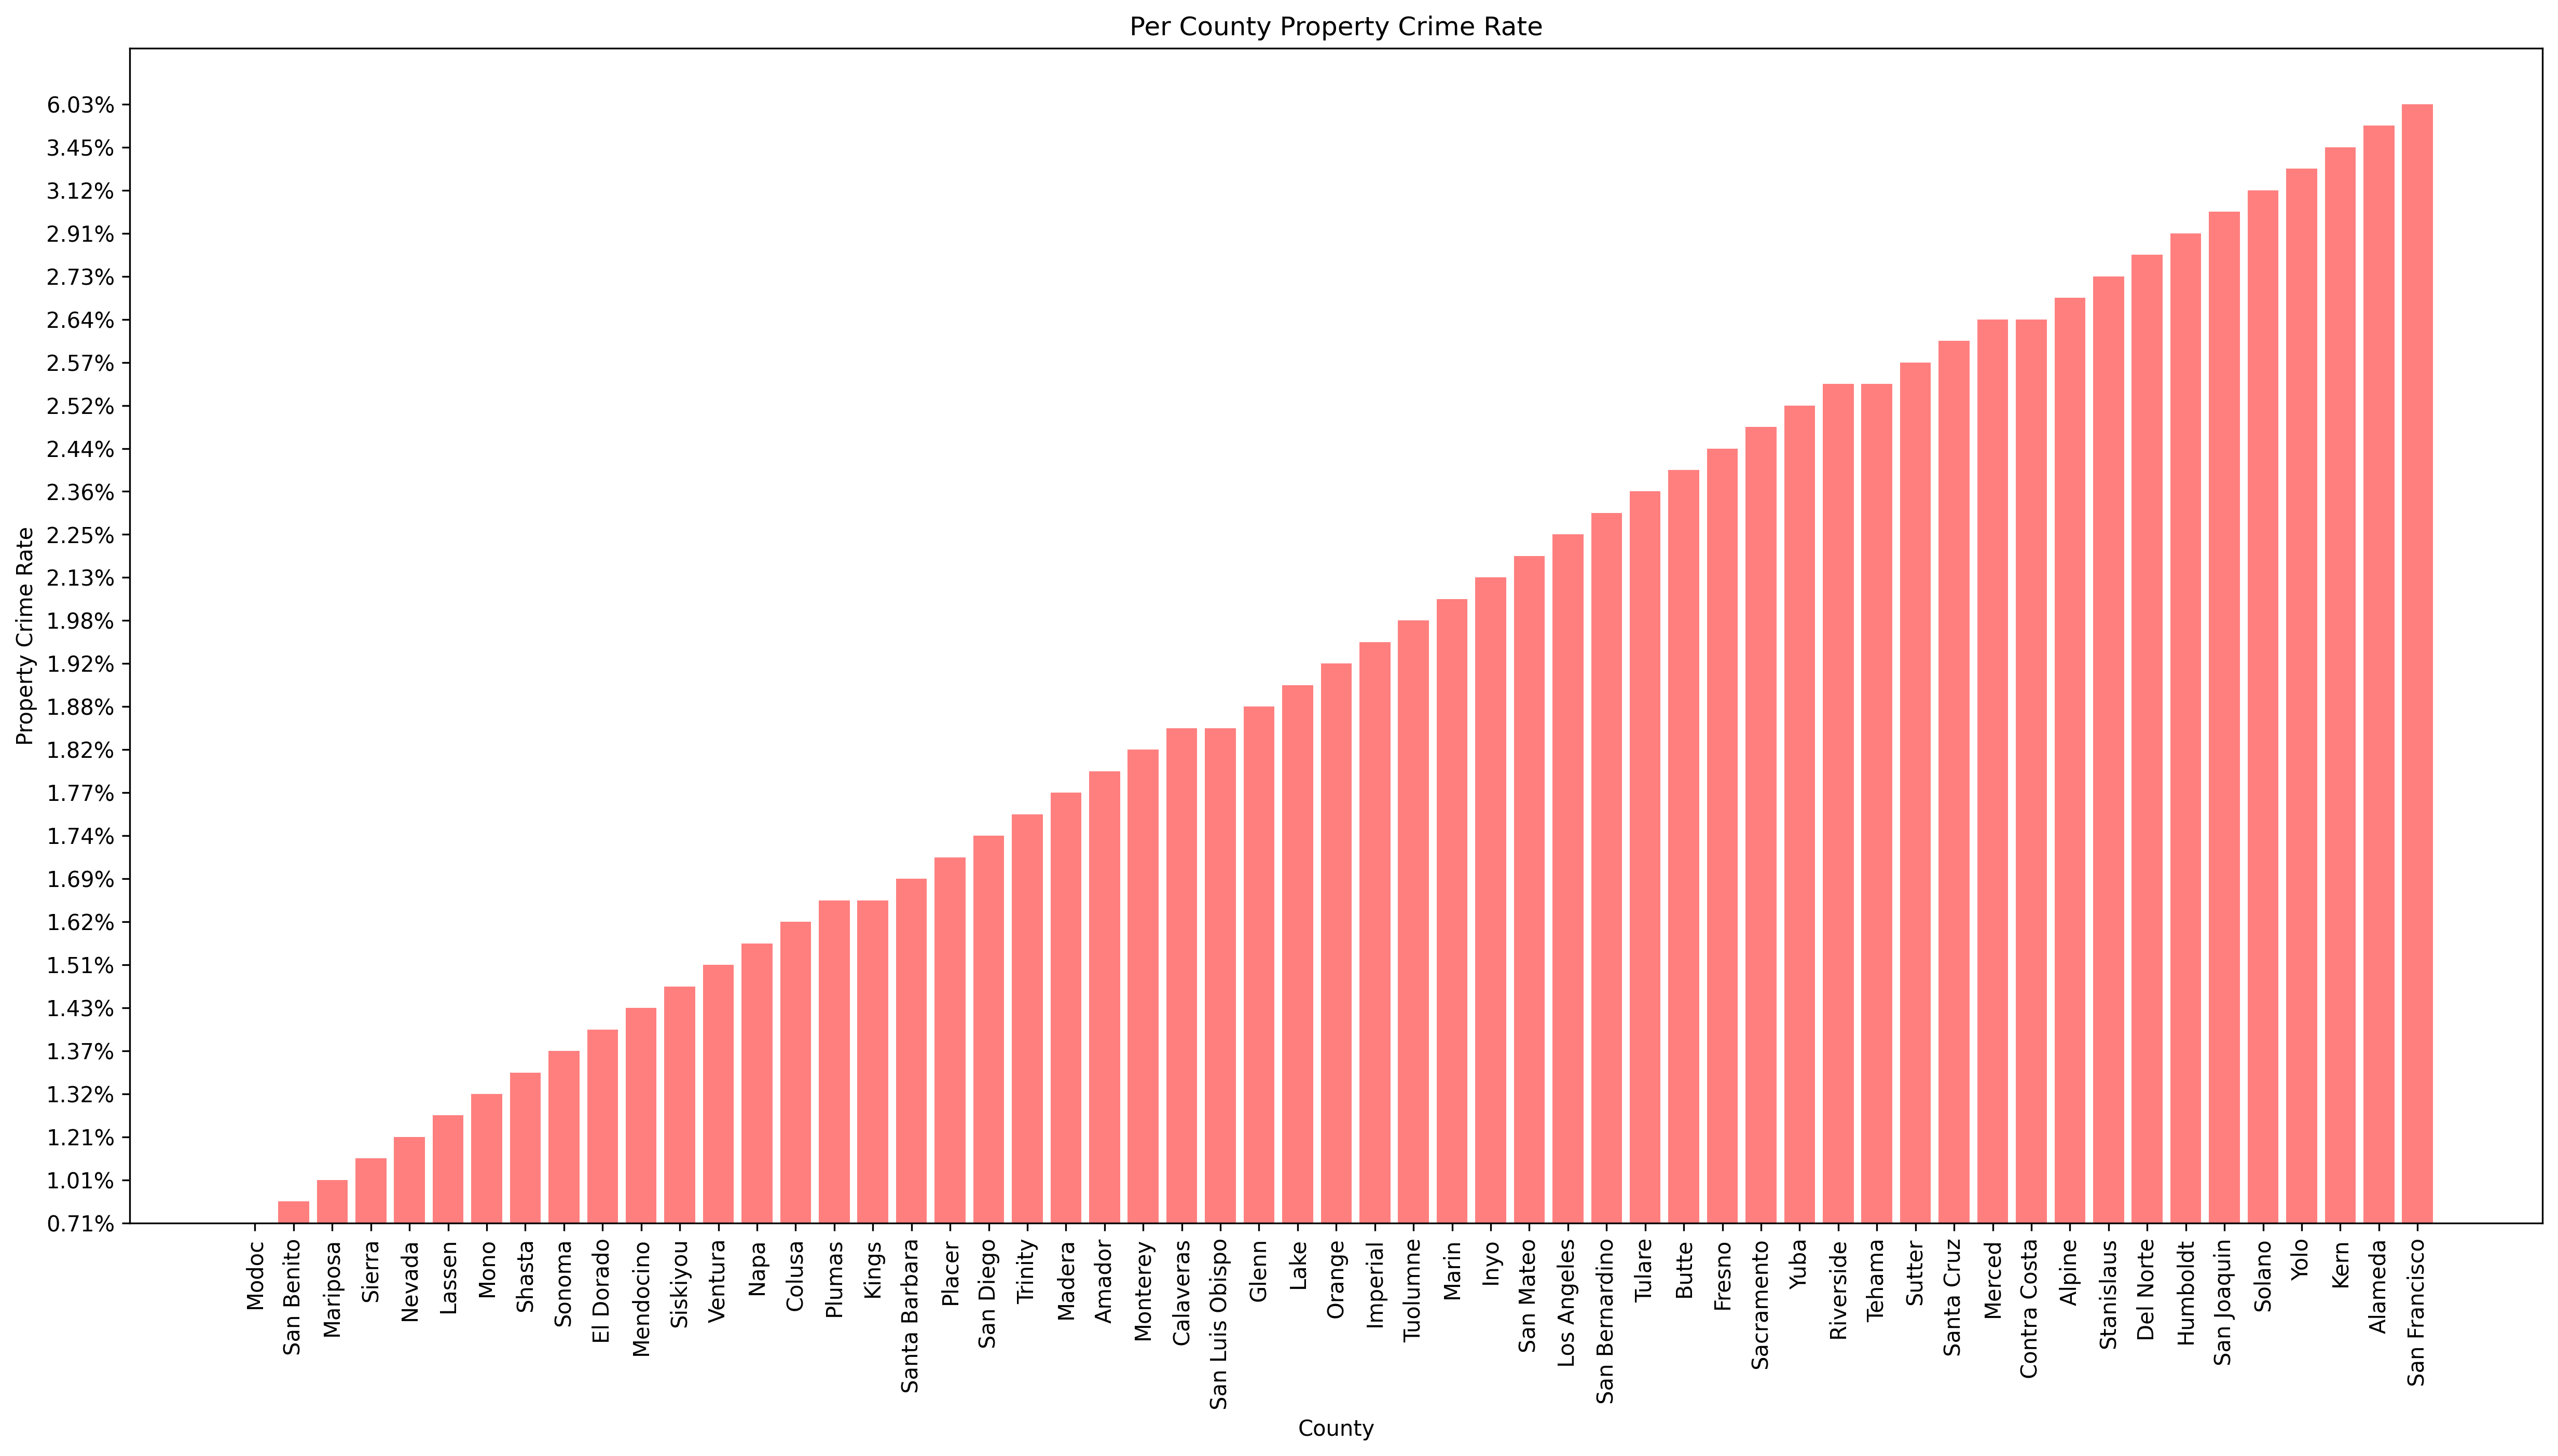 Per County Property Crime Rate
Property Crime Rate
6.03%
3.45%
3.12%
2.91%
2.73%
2.64%
2.57%
2.52%
2.44%
2.36%
2.25%
2.13%
1.98%
1.92%
1.88%
1.82%
1.77%
1.74%
1.69%
1.62%
1.51%
1.43%
1.37%
1.32%
1.21%
1.01%
0.71%
Modoc
San Benito
Mariposa
Sierra
Nevada
Lassen
Mono
Shasta
Sonoma
El Dorado
Mendocino
Siskiyou
Ventura
Napa
Colusa
Plumas
Kings
Santa Barbara
Placer
San Diego
Trinity
Madera
Amador
Monterey
Calaveras
San Luis Obispo
Glenn
Lake
Orange
Imperial
Tuolumne
Marin
Inyo
San Mateo
Los Angeles
San Bernardino
Tulare
Butte
Fresno
Sacramento
Yuba
Riverside
Tehama
Sutter
Santa Cruz
Merced
Contra Costa
Alpine
Stanislaus
Del Norte
Humboldt
San Joaquin
Solano
Yolo
Kern
Alameda
San Francisco
County